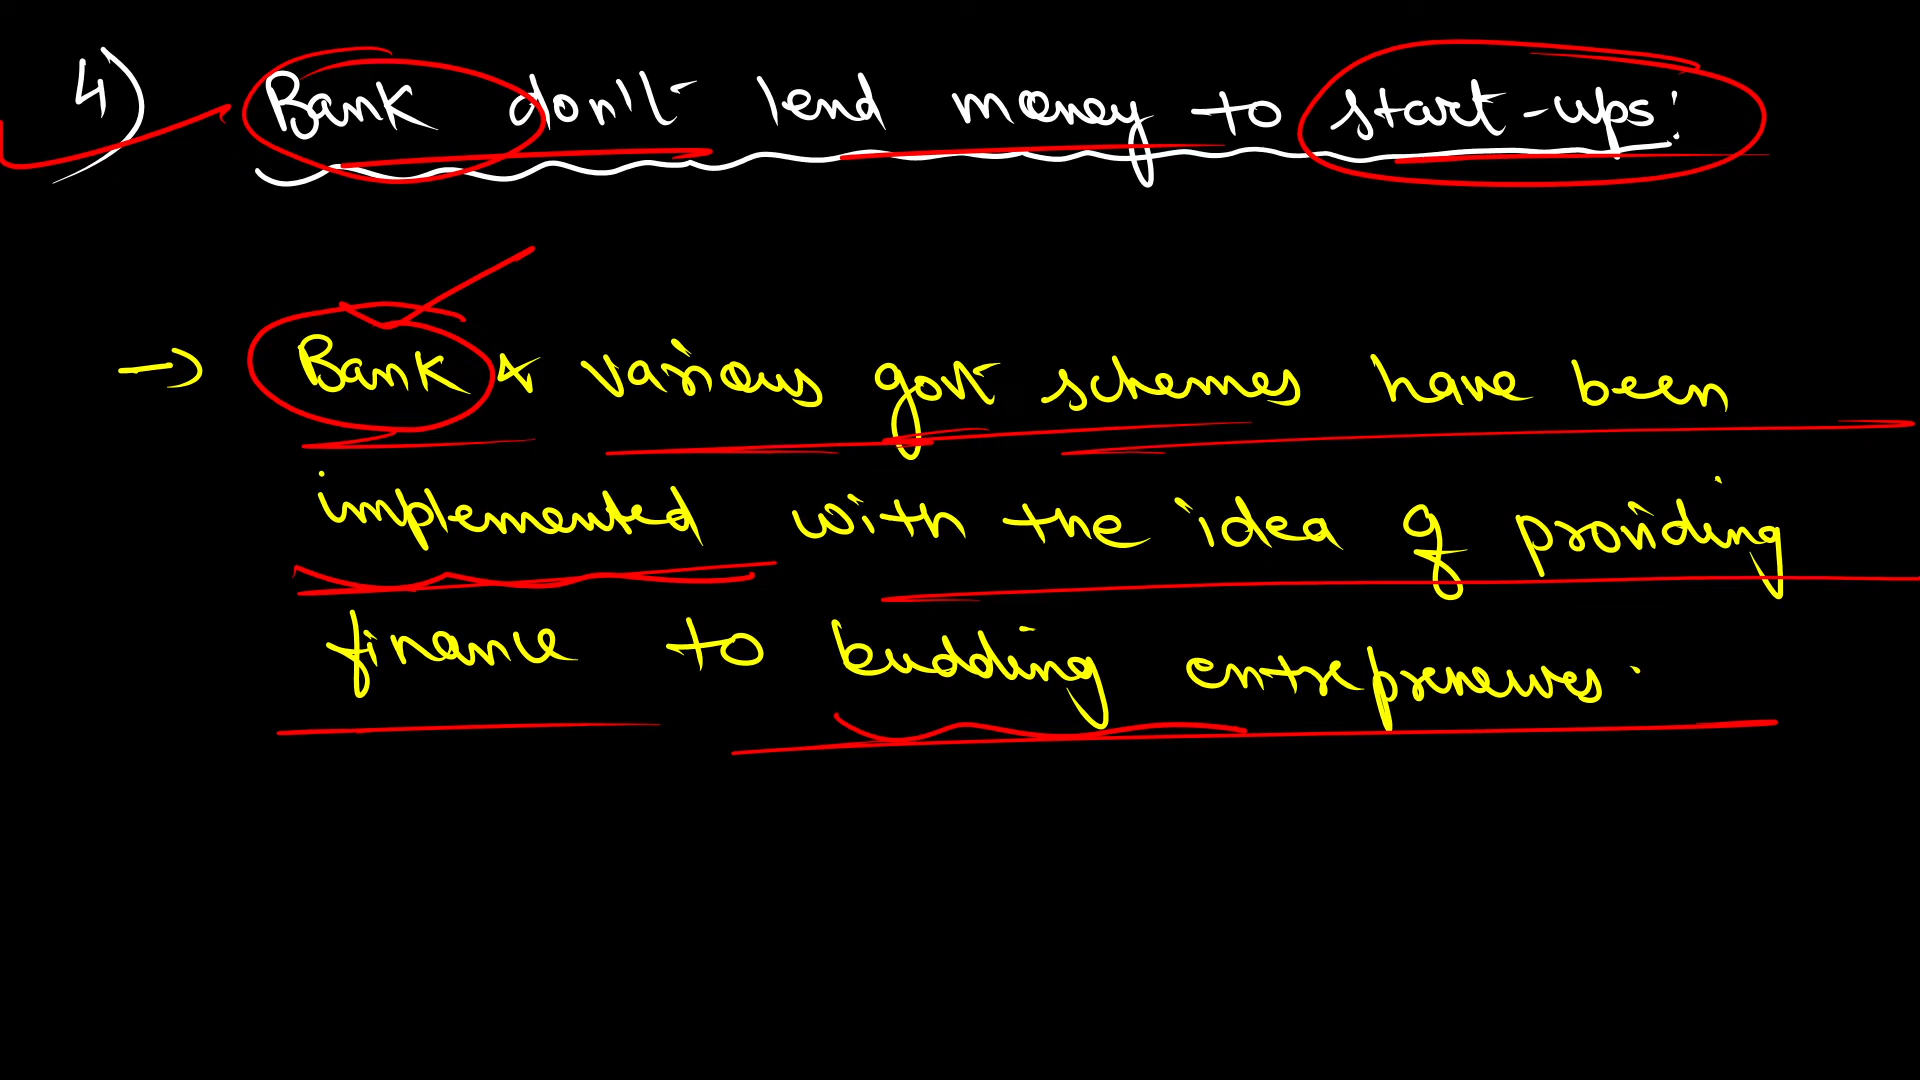 4) Bank don't lend money to start-ups:
→ Bank & various govt schemes have been
implemented with the idea of providing
finance to budding entrepreneurs.